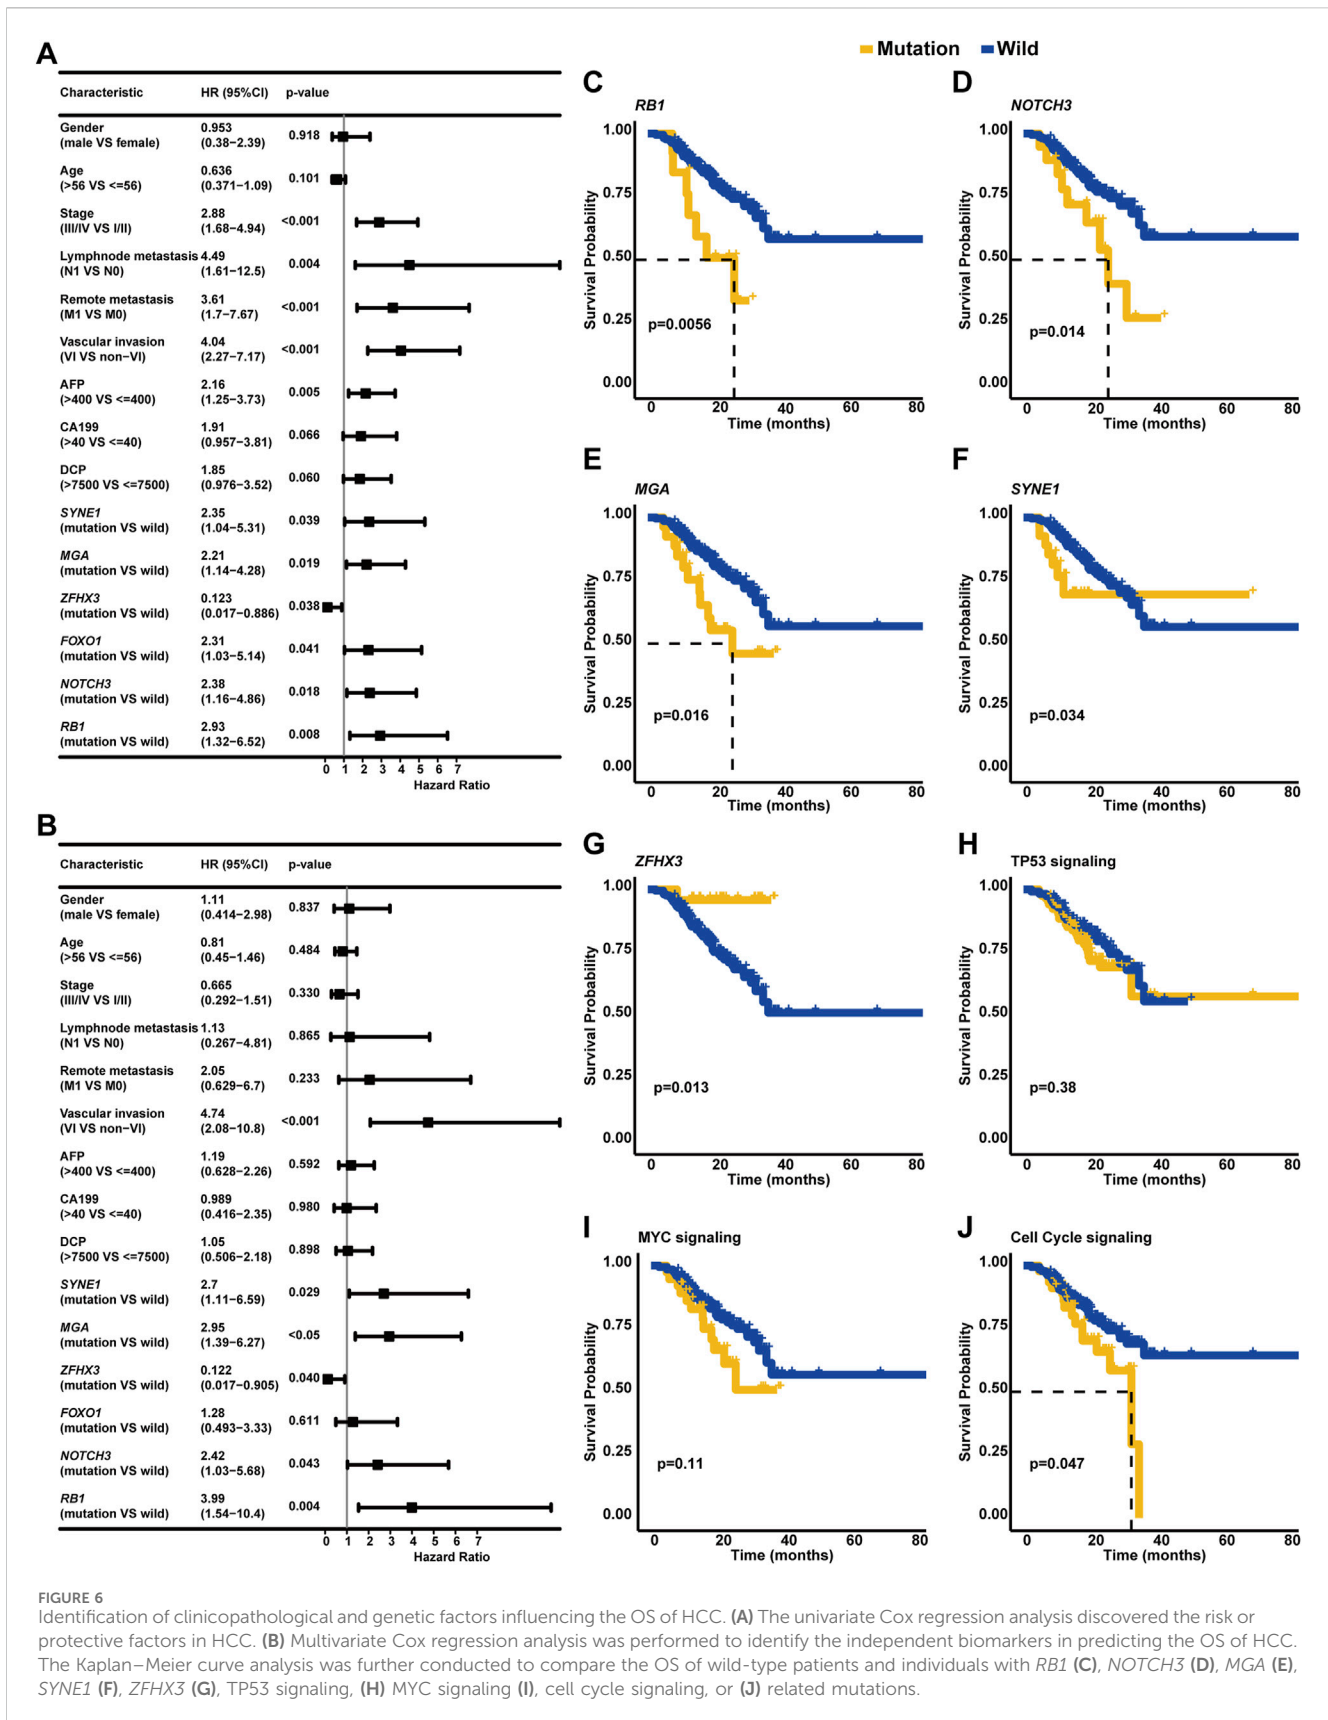 Mutation Wild
A
Characteristic HR (95%CI) p-value
Gender 0.953
(male VS female) (0.38−2.39) 0.918
Age 0.636
(>56 VS <=56) (0.371−1.09) 0.101
Stage 2.88
(III/IV VS I/II) (1.68−4.94) <0.001
Lymphnode metastasis 4.49
(N1 VS N0) (1.61−12.5) 0.004
Remote metastasis 3.61
(M1 VS M0) (1.7−7.67) <0.001
Vascular invasion 4.04
(VI VS non−VI) (2.27−7.17) <0.001
AFP 2.16
(>400 VS <=400) (1.25−3.73) 0.005
CA199 1.91
(>40 VS <=40) (0.957−3.81) 0.066
DCP 1.85
(>7500 VS <=7500) (0.976−3.52) 0.060
SYNE1 2.35
(mutation VS wild) (1.04−5.31) 0.039
MGA 2.21
(mutation VS wild) (1.14−4.28) 0.019
ZFHX3 0.123
(mutation VS wild) (0.017−0.886) 0.038
FOXO1 2.31
(mutation VS wild) (1.03−5.14) 0.041
NOTCH3 2.38
(mutation VS wild) (1.16−4.86) 0.018
RB1 2.93
(mutation VS wild) (1.32−6.52) 0.008
0 1 2 3 4 5 6 7
Hazard Ratio
B
Characteristic HR (95%CI) p-value
Gender 1.11
(male VS female) (0.414−2.98) 0.837
Age 0.81
(>56 VS <=56) (0.45−1.46) 0.484
Stage 0.665
(III/IV VS I/II) (0.292−1.51) 0.330
Lymphnode metastasis 1.13
(N1 VS N0) (0.267−4.81) 0.865
Remote metastasis 2.05
(M1 VS M0) (0.629−6.7) 0.233
Vascular invasion 4.74
(VI VS non−VI) (2.08−10.8) <0.001
AFP 1.19
(>400 VS <=400) (0.628−2.26) 0.592
CA199 0.989
(>40 VS <=40) (0.416−2.35) 0.980
DCP 1.05
(>7500 VS <=7500) (0.506−2.18) 0.898
SYNE1 2.7
(mutation VS wild) (1.11−6.59) 0.029
MGA 2.95
(mutation VS wild) (1.39−6.27) <0.05
ZFHX3 0.122
(mutation VS wild) (0.017−0.905) 0.040
FOXO1 1.28
(mutation VS wild) (0.493−3.33) 0.611
NOTCH3 2.42
(mutation VS wild) (1.03−5.68) 0.043
RB1 3.99
(mutation VS wild) (1.54−10.4) 0.004
0 1 2 3 4 5 6 7
Hazard Ratio
C
RB1
Survival Probability
1.00
0.75
0.50
0.25
0.00
p=0.0056
0 20 40 60 80
Time (months)
D
NOTCH3
Survival Probability
1.00
0.75
0.50
0.25
0.00
p=0.014
0 20 40 60 80
Time (months)
E
MGA
Survival Probability
1.00
0.75
0.50
0.25
0.00
p=0.016
0 20 40 60 80
Time (months)
F
SYNE1
Survival Probability
1.00
0.75
0.50
0.25
0.00
p=0.034
0 20 40 60 80
Time (months)
G
ZFHX3
Survival Probability
1.00
0.75
0.50
0.25
0.00
p=0.013
0 20 40 60 80
Time (months)
H
TP53 signaling
Survival Probability
1.00
0.75
0.50
0.25
0.00
p=0.38
0 20 40 60 80
Time (months)
I
MYC signaling
Survival Probability
1.00
0.75
0.50
0.25
0.00
p=0.11
0 20 40 60 80
Time (months)
J
Cell Cycle signaling
Survival Probability
1.00
0.75
0.50
0.25
0.00
p=0.047
0 20 40 60 80
Time (months)
FIGURE 6
Identification of clinicopathological and genetic factors influencing the OS of HCC. (A) The univariate Cox regression analysis discovered the risk or
protective factors in HCC. (B) Multivariate Cox regression analysis was performed to identify the independent biomarkers in predicting the OS of HCC.
The Kaplan–Meier curve analysis was further conducted to compare the OS of wild-type patients and individuals with RB1 (C), NOTCH3 (D), MGA (E),
SYNE1 (F), ZFHX3 (G), TP53 signaling, (H) MYC signaling (I), cell cycle signaling, or (J) related mutations.